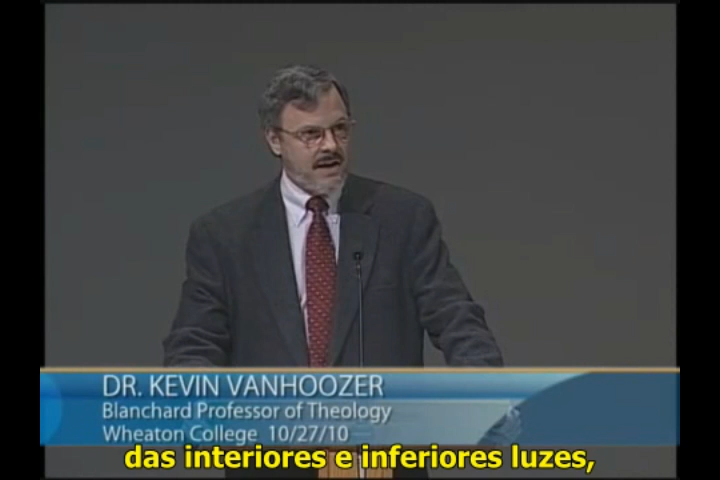 DR. KEVIN VANHOOZER
Blanchard Professor of Theology
Wheaton College 10/27/10
das interiores e inferiores luzes,